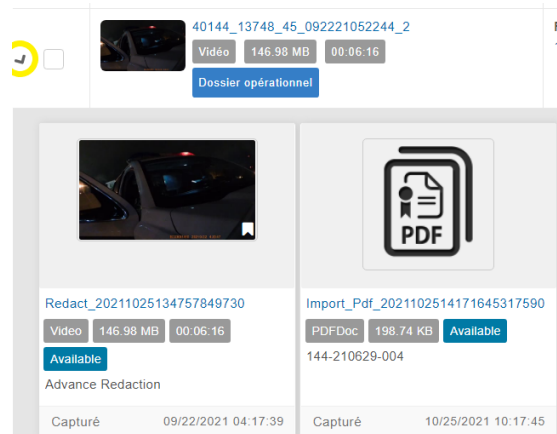 40144_13748_45_092221052244_2
Vidéo 146.98 MB 00:06:16
Dossier opérationnel
PDF
Redact_20211025134757849730
Import_Pdf_2021102514171645317590
Video 146.98 MB 00:06:16
PDFDoc 198.74 KB Available
Available
144-210629-004
Advance Redaction
Capturé 09/22/2021 04:17:39
Capturé 10/25/2021 10:17:45